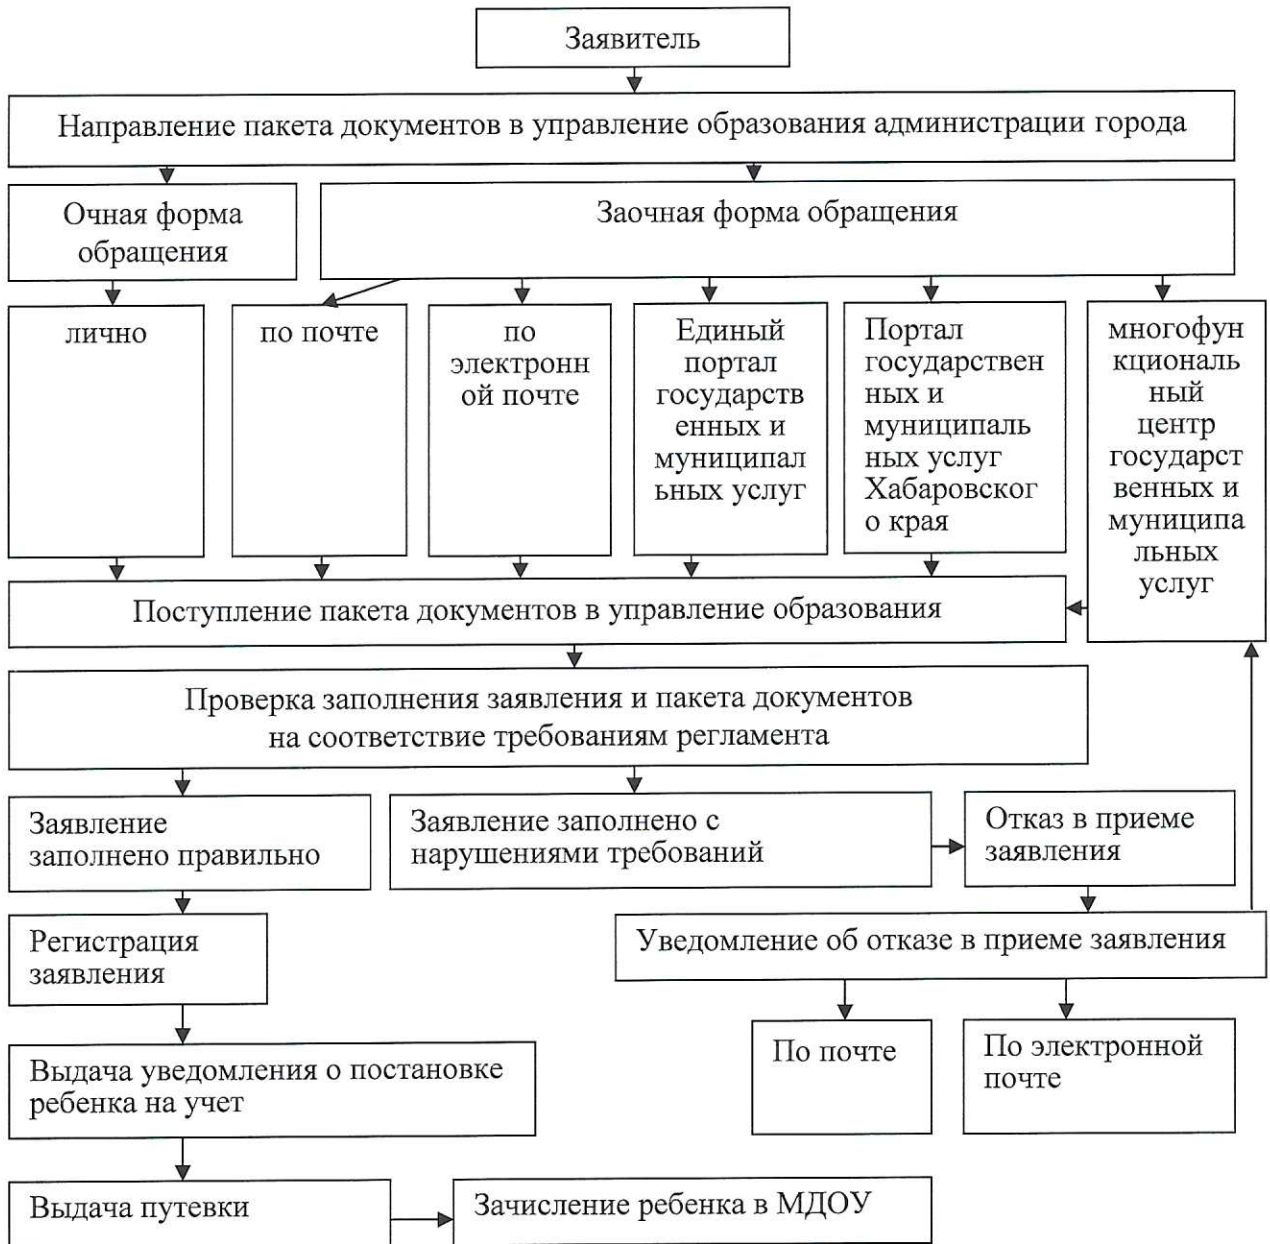 Заявитель
Направление пакета документов в управление образования администрации города
Очная форма
обращения
Заочная форма обращения
лично
по почте
по
электронн
ой почте
Единый
портал
государств
енных и
муниципал
ьных услуг
Портал
государствен
ных и
муниципаль
ных услуг
Хабаровског
о края
многофун
кциональ
ный
центр
государст
венных и
муниципа
льных
услуг
Поступление пакета документов в управление образования
Проверка заполнения заявления и пакета документов
на соответствие требованиям регламента
Заявление
заполнено правильно
Заявление заполнено с
нарушениями требований
Отказ в приеме
заявления
Регистрация
заявления
Уведомление об отказе в приеме заявления
По почте
По электронной
почте
Выдача уведомления о постановке
ребенка на учет
Выдача путевки
Зачисление ребенка в МДОУ